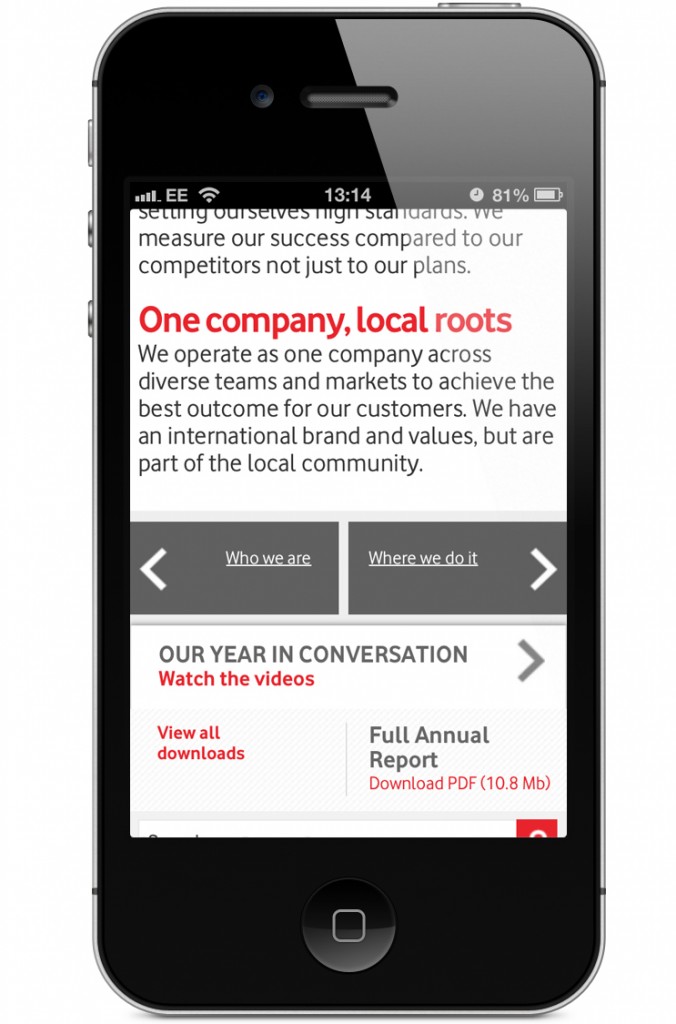 EE 13:14 81%
setting ourselves high standards. We
measure our success compared to our
competitors not just to our plans.
One company, local roots
We operate as one company across
diverse teams and markets to achieve the
best outcome for our customers. We have
an international brand and values, but are
part of the local community.
Who we are
Where we do it
OUR YEAR IN CONVERSATION
Watch the videos
View all
downloads
Full Annual
Report
Download PDF (10.8 Mb)